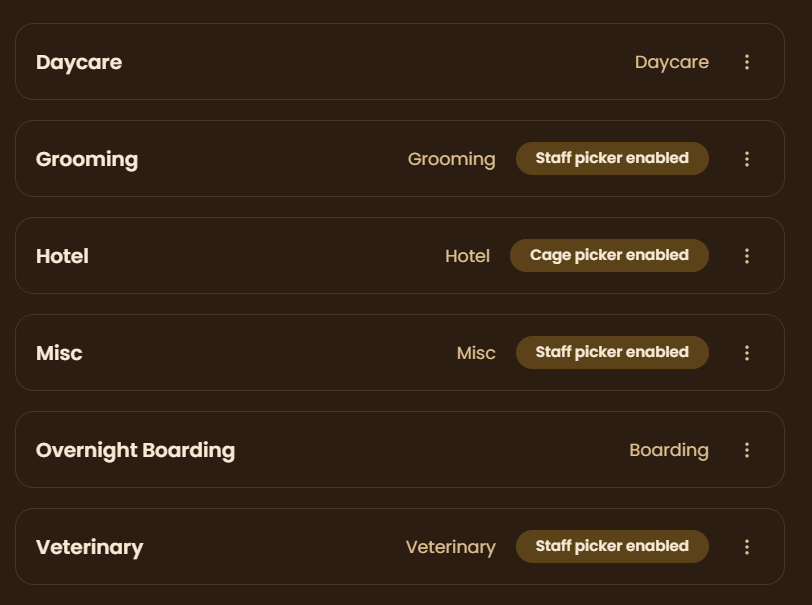 Daycare Daycare
Grooming Grooming Staff picker enabled
Hotel Hotel Cage picker enabled
Misc Misc Staff picker enabled
Overnight Boarding Boarding
Veterinary Veterinary Staff picker enabled